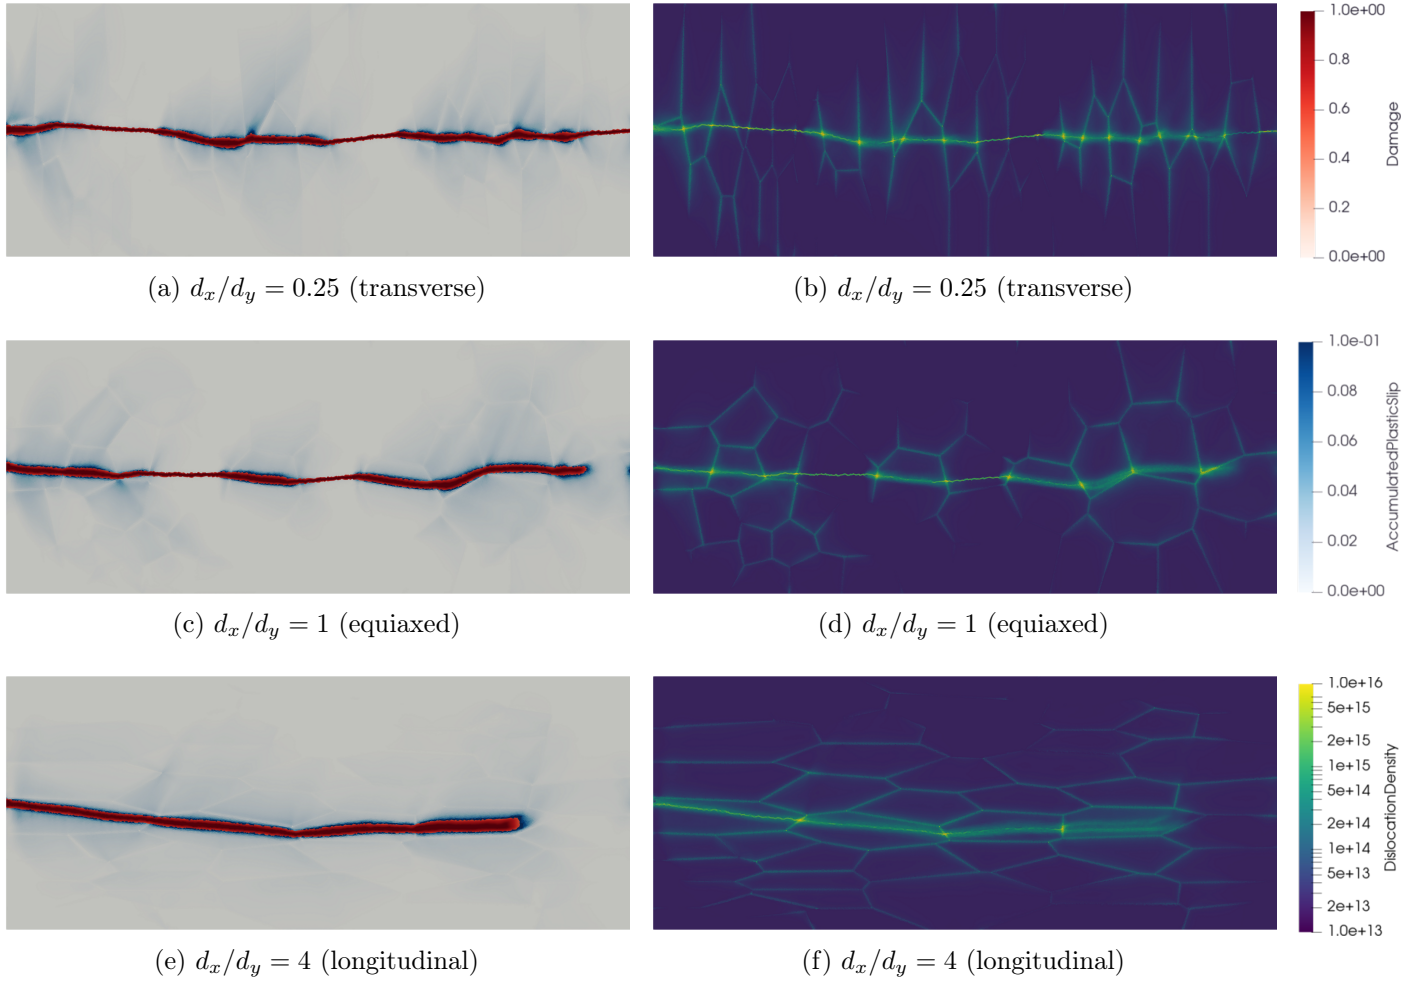 1.0e+00
0.8
0.6
0.4
0.2
0.0e+00
Damage
(a) d_x/d_y = 0.25 (transverse)
(b) d_x/d_y = 0.25 (transverse)
1.0e-01
0.08
0.06
0.04
0.02
0.0e+00
AccumulatedPlasticSlip
(c) d_x/d_y = 1 (equiaxed)
(d) d_x/d_y = 1 (equiaxed)
1.0e+16
5e+15
2e+15
1e+15
5e+14
2e+14
1e+14
5e+13
2e+13
1.0e+13
DislocationDensity
(e) d_x/d_y = 4 (longitudinal)
(f) d_x/d_y = 4 (longitudinal)